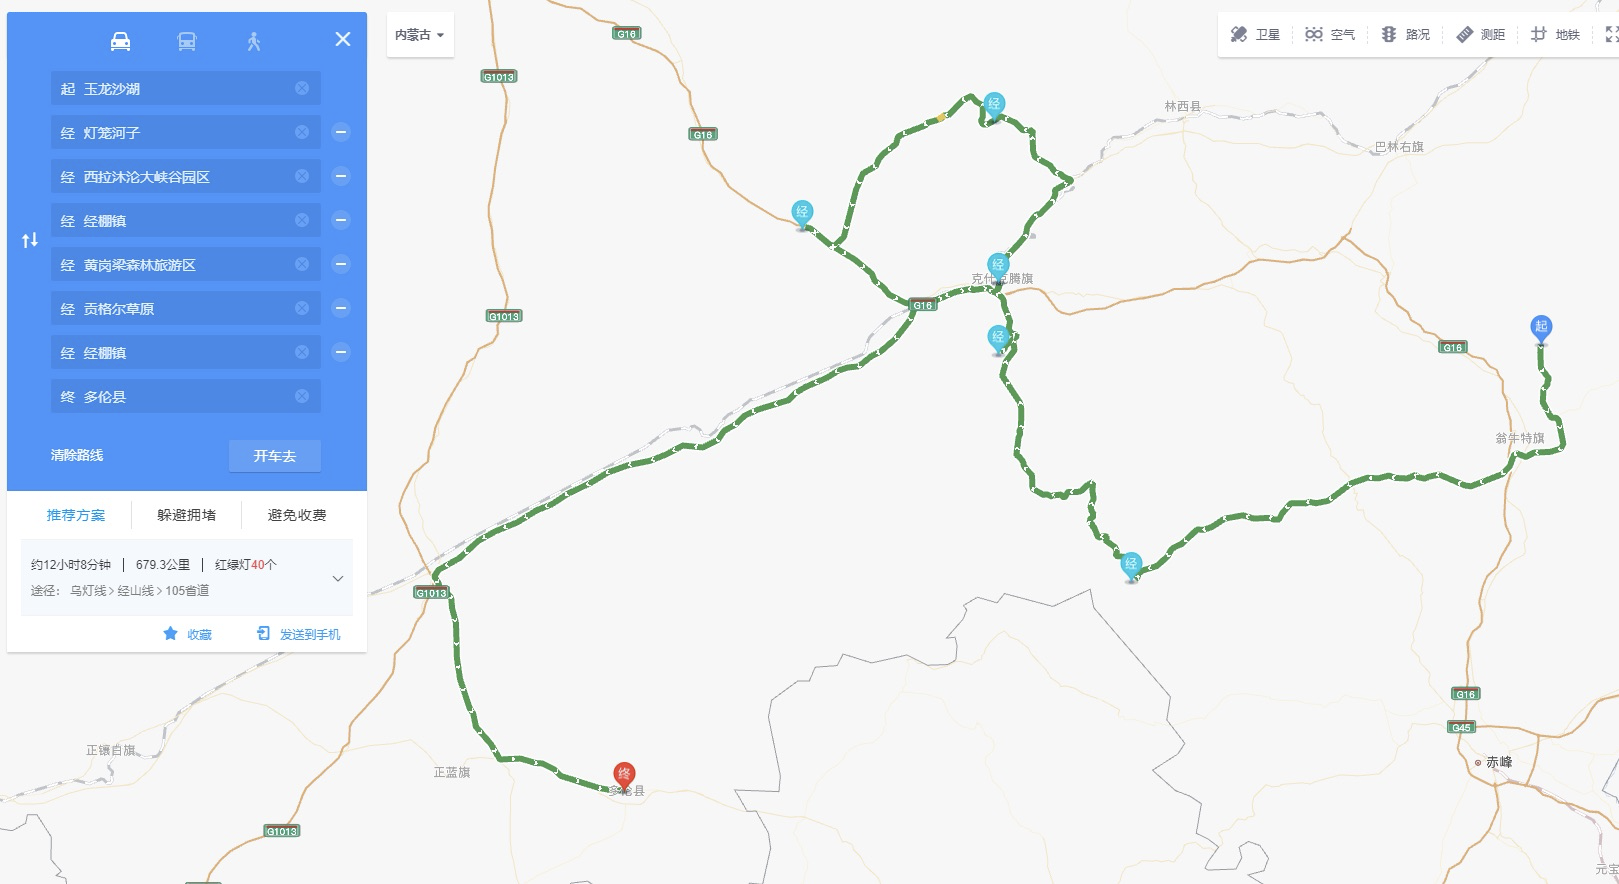 起 玉龙沙湖
经 灯笼河子
经 西拉沐沦大峡谷园区
经 经棚镇
经 黄岗梁森林旅游区
经 贡格尔草原
经 经棚镇
终 多伦县
清除路线 开车去
推荐方案 躲避拥堵 避免收费
约12小时8分钟 679.3公里 红绿灯40个
途径： 乌灯线 > 经山线 > 105省道
收藏 发送到手机
内蒙古
卫星 空气 路况 测距 地铁
G16
G1013
经
林西县
G16
巴林右旗
经
经
克什克腾旗
G16
G1013
起
经
G16
翁牛特旗
经
G1013
G16
G45
赤峰
正镶白旗
正蓝旗
终
多伦县
G1013
元宝